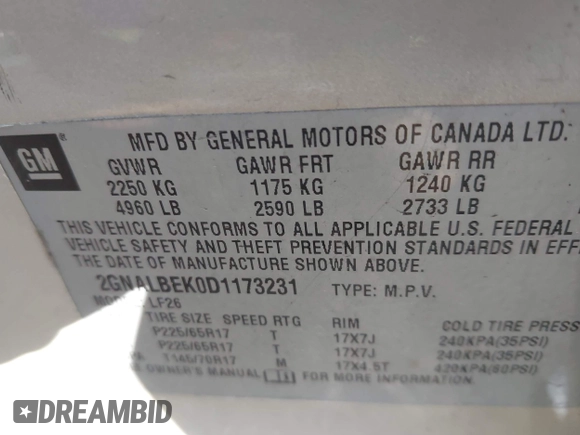 GM
MFD BY GENERAL MOTORS OF CANADA LTD.
GVWR GAWR FRT GAWR RR
2250 KG 1175 KG 1240 KG
4960 LB 2590 LB 2733 LB
THIS VEHICLE CONFORMS TO ALL APPLICABLE U.S. FEDERAL
VEHICLE SAFETY AND THEFT PREVENTION STANDARDS IN EFF
THE DATE OF MANUFACTURE SHOWN ABOVE.
2GNALBEK0D1173231 TYPE: M.P.V.
LF26
TIRE SIZE SPEED RTG RIM COLD TIRE PRESS
P225/65R17 T 17X7J 240KPA(35PSI)
P225/65R17 T 17X7J 240KPA(35PSI)
T145/70R17 M 17X4.5T 420KPA(60PSI)
OWNER'S MANUAL FOR MORE INFORMATION
DREAMBID
dreambid.com